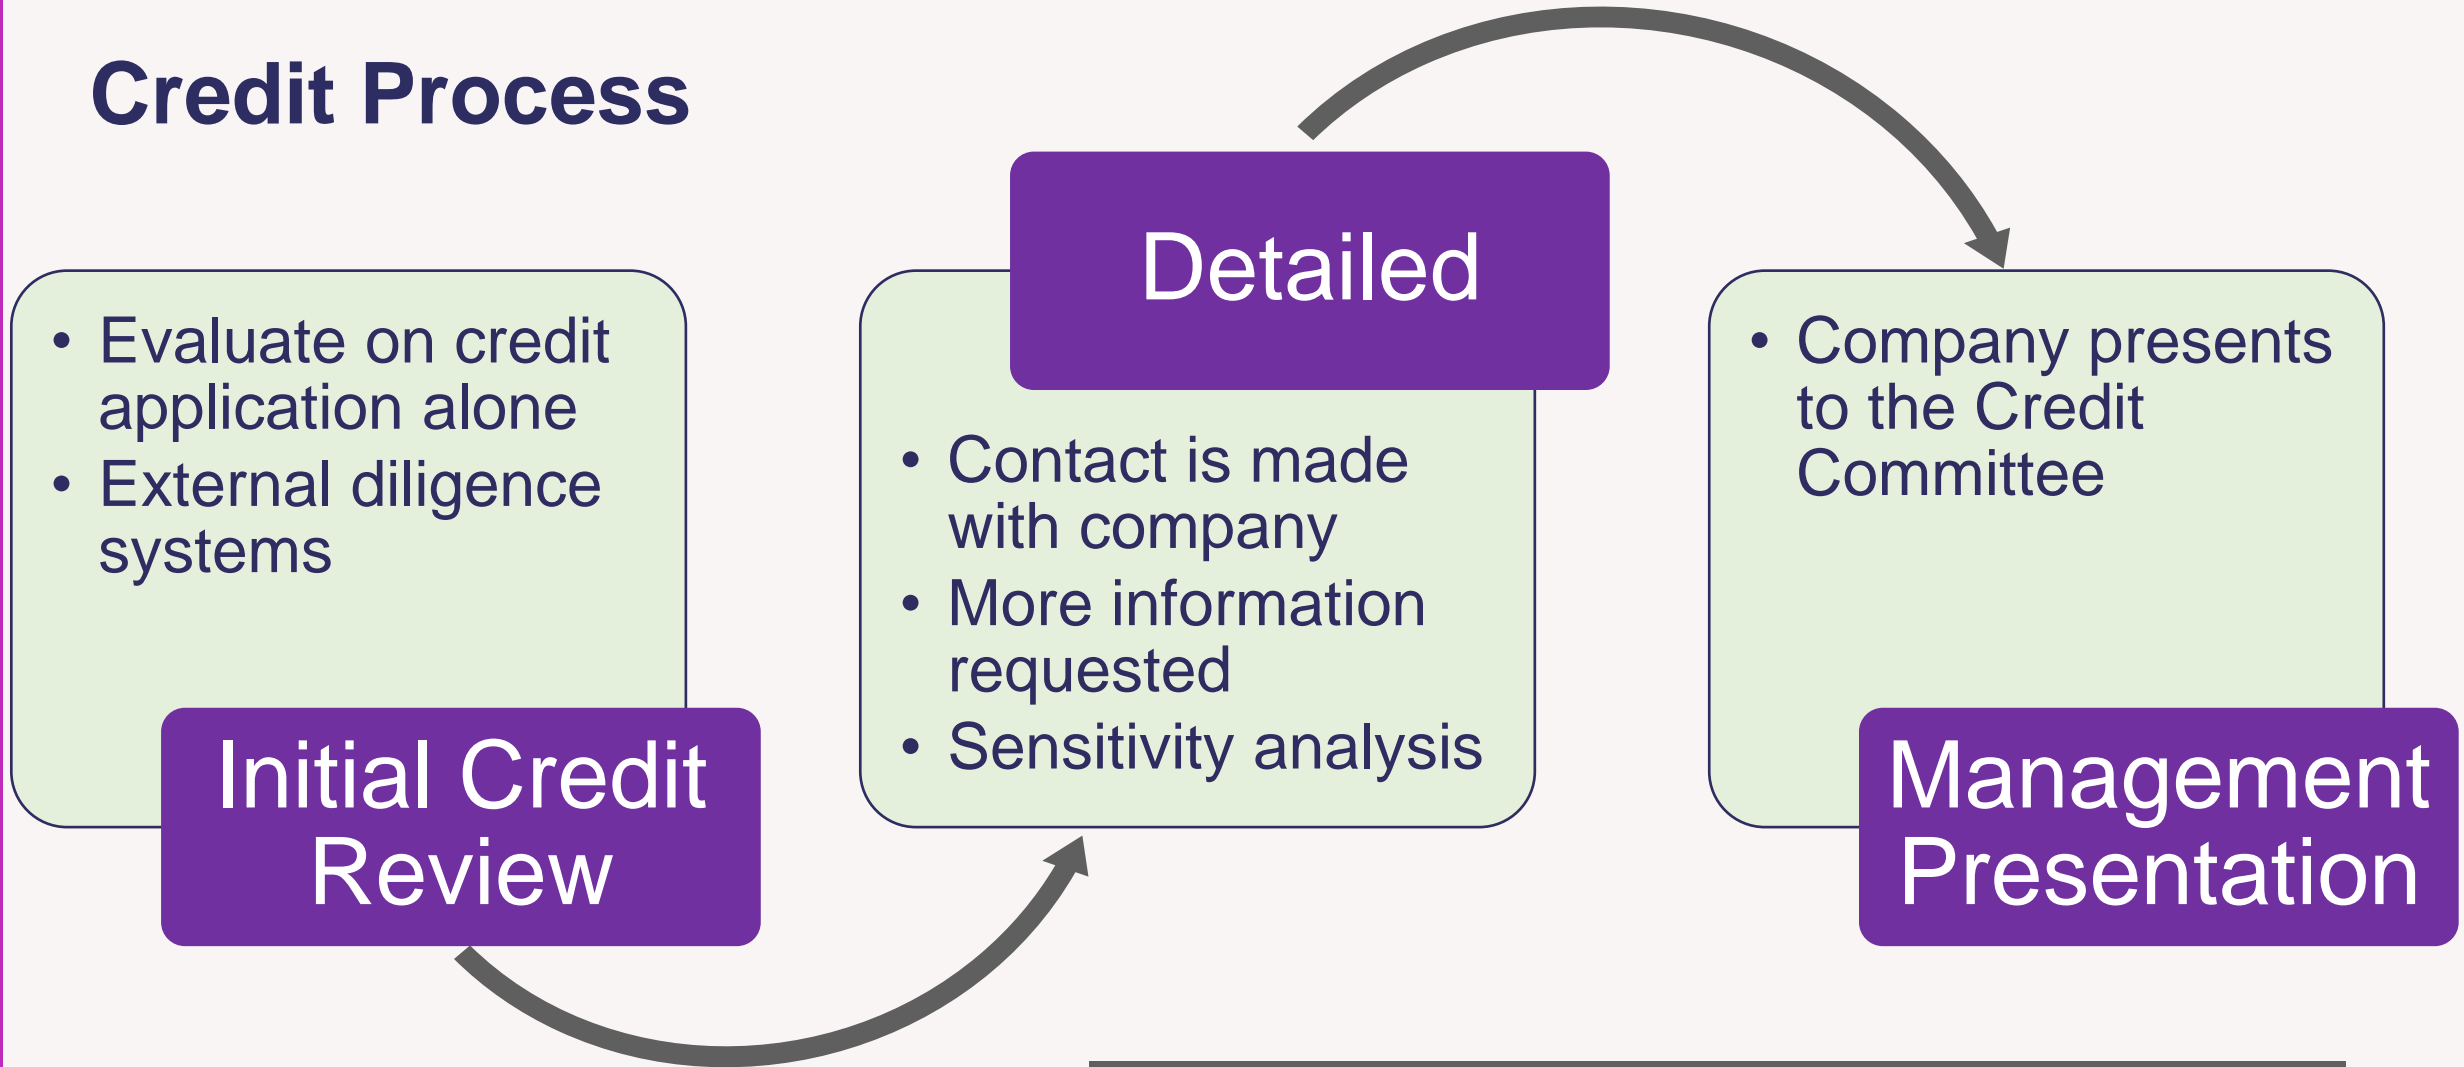 Credit Process
• Evaluate on credit
application alone
• External diligence
systems
Initial Credit
Review
Detailed
• Contact is made
with company
• More information
requested
• Sensitivity analysis
• Company presents
to the Credit
Committee
Management
Presentation